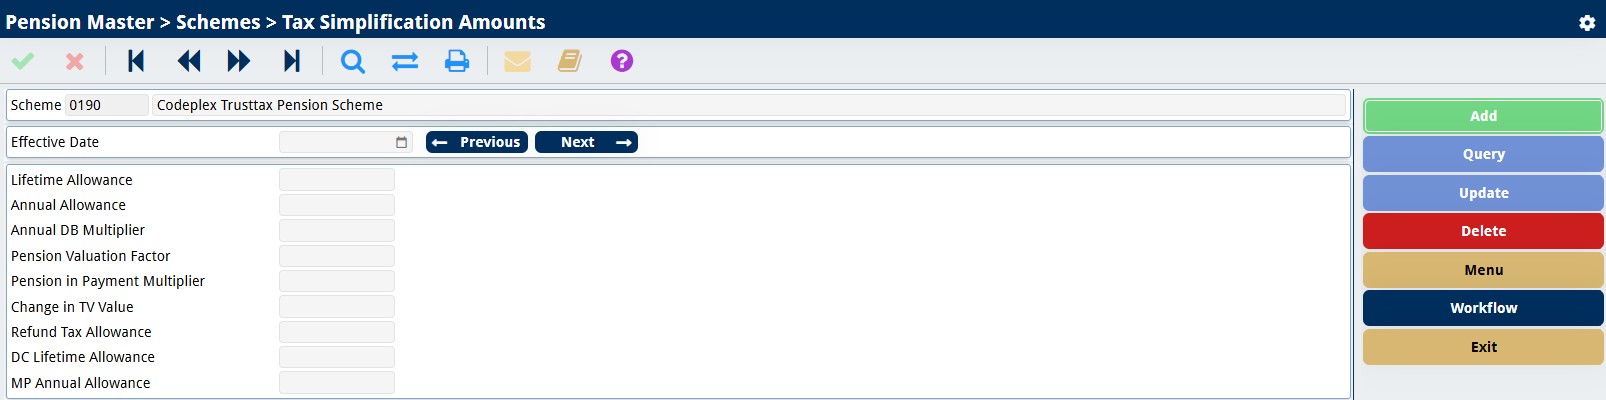 Pension Master > Schemes > Tax Simplification Amounts
Scheme 0190 Codeplex Trusttax Pension Scheme
Effective Date Previous Next
Lifetime Allowance
Annual Allowance
Annual DB Multiplier
Pension Valuation Factor
Pension in Payment Multiplier
Change in TV Value
Refund Tax Allowance
DC Lifetime Allowance
MP Annual Allowance
Add
Query
Update
Delete
Menu
Workflow
Exit